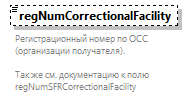 regNumCorrectionalFacility
Регистрационный номер по ОСС
(организации получателя).
Так же см. документацию к полю
regNumSFRCorrectionalFacility